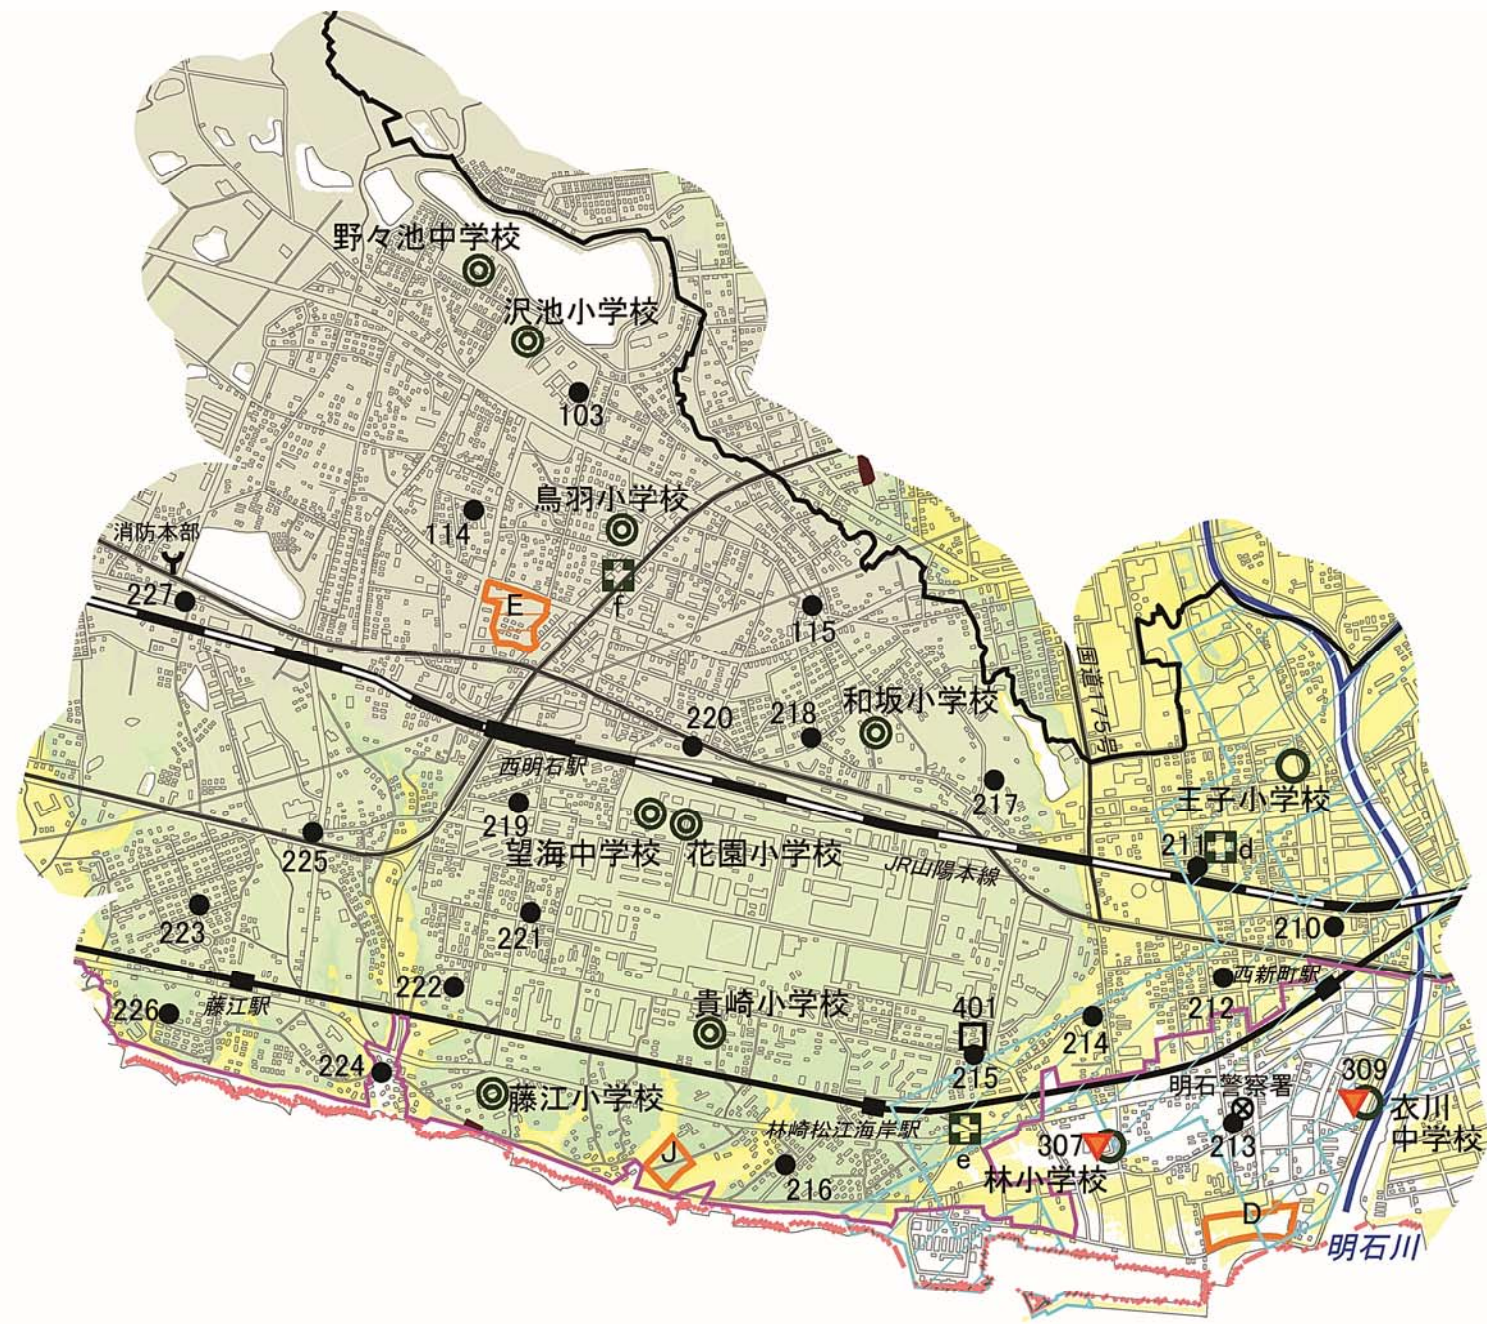 野々池中学校
沢池小学校
103
鳥羽小学校
114
消防本部
227
E
f
115
国道175号
和坂小学校
220
218
西明石駅
217
王子小学校
219
望海中学校
花園小学校
JR山陽本線
211
d
225
223
221
210
222
西新町駅
212
貴崎小学校
401
226
藤江駅
214
224
215
明石警察署
309
藤江小学校
衣川
中学校
林崎松江海岸駅
213
J
e
307
林小学校
216
D
明石川